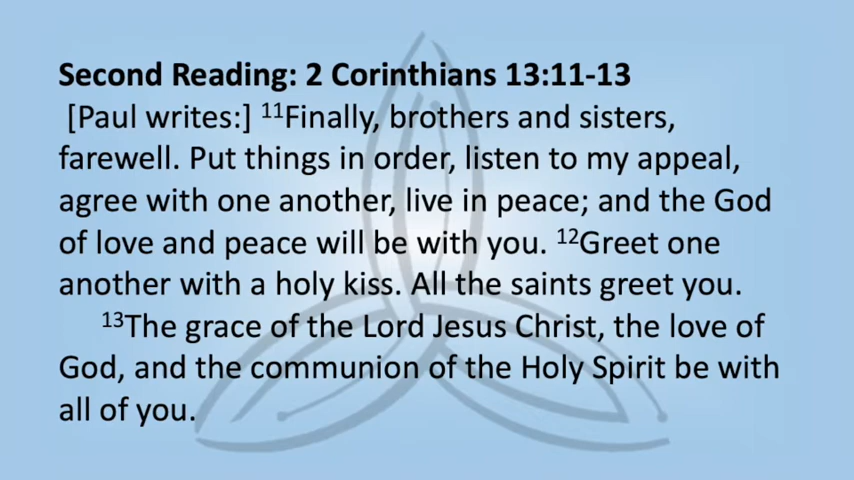 Second Reading: 2 Corinthians 13:11-13
[Paul writes:] ¹¹Finally, brothers and sisters,
farewell. Put things in order, listen to my appeal,
agree with one another, live in peace; and the God
of love and peace will be with you. ¹²Greet one
another with a holy kiss. All the saints greet you.
¹³The grace of the Lord Jesus Christ, the love of
God, and the communion of the Holy Spirit be with
all of you.